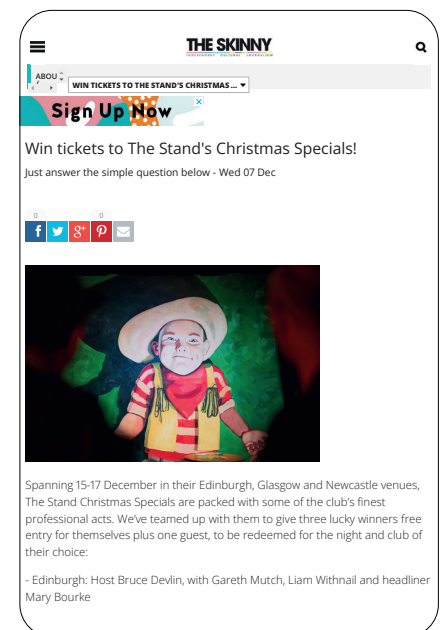 THE SKINNY
INDEPENDENT CULTURAL JOURNALISM
ABOU
WIN TICKETS TO THE STAND'S CHRISTMAS ...
Sign Up Now
Win tickets to The Stand's Christmas Specials!
Just answer the simple question below - Wed 07 Dec
0 0
Spanning 15-17 December in their Edinburgh, Glasgow and Newcastle venues,
The Stand Christmas Specials are packed with some of the club's finest
professional acts. We've teamed up with them to give three lucky winners free
entry for themselves plus one guest, to be redeemed for the night and club of
their choice:
- Edinburgh: Host Bruce Devlin, with Gareth Mutch, Liam Withnail and headliner
Mary Bourke